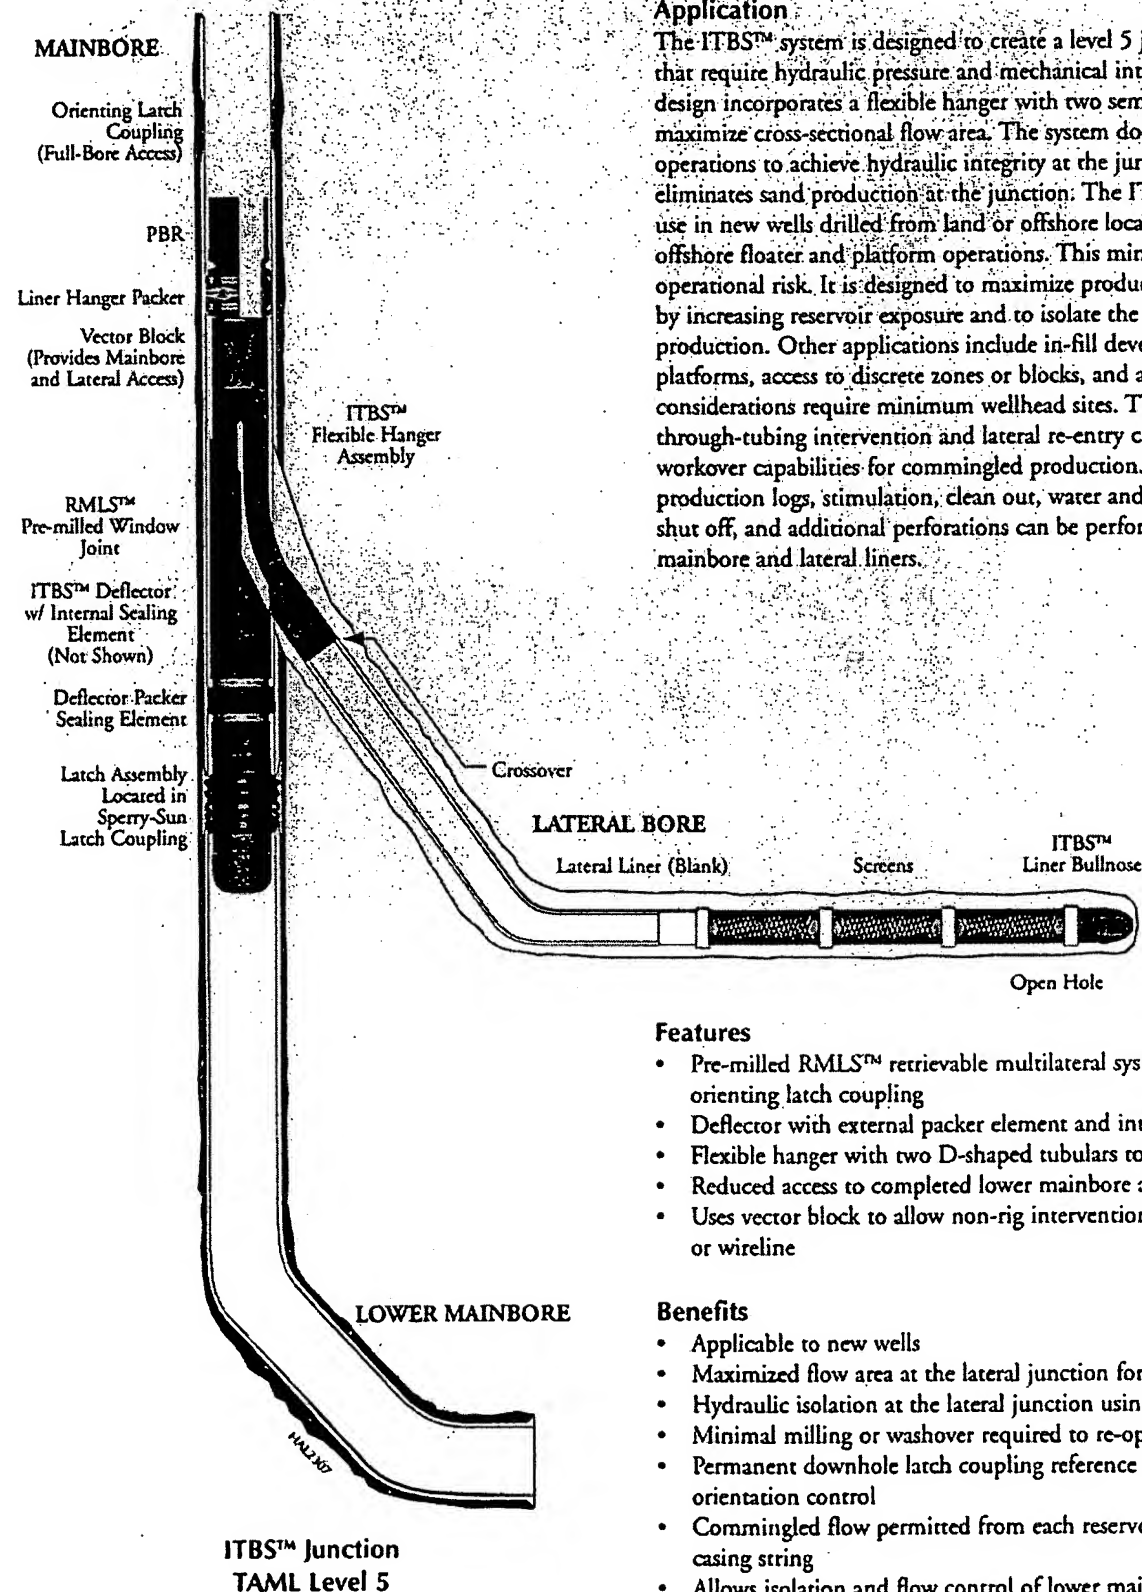 MAINBORE
Orienting Latch
Coupling
(Full-Bore Access)
PBR
Liner Hanger Packer
Vector Block
(Provides Mainbore
and Lateral Access)
ITBS™
Flexible Hanger
Assembly
RMLS™
Pre-milled Window
Joint
ITBS™ Deflector
w/ Internal Sealing
Element
(Not Shown)
Deflector Packer
Sealing Element
Latch Assembly
Located in
Sperry-Sun
Latch Coupling
Crossover
LATERAL BORE
Lateral Liner (Blank)
Screens
ITBS™
Liner Bullnose
Open Hole
LOWER MAINBORE
HAL2307
ITBS™ Junction
TAML Level 5
Application
The ITBS™ system is designed to create a level 5
that require hydraulic pressure and mechanical int
design incorporates a flexible hanger with two sem
maximize cross-sectional flow area. The system do
operations to achieve hydraulic integrity at the jun
eliminates sand production at the junction. The I
use in new wells drilled from land or offshore loca
offshore floater and platform operations. This min
operational risk. It is designed to maximize produc
by increasing reservoir exposure and to isolate the
production. Other applications include in-fill deve
platforms, access to discrete zones or blocks, and a
considerations require minimum wellhead sites. T
through-tubing intervention and lateral re-entry c
workover capabilities for commingled production.
production logs, stimulation, clean out, water and
shut off, and additional perforations can be perfor
mainbore and lateral liners.
Features
• Pre-milled RMLS™ retrievable multilateral sys
orienting latch coupling
• Deflector with external packer element and int
• Flexible hanger with two D-shaped tubulars to
• Reduced access to completed lower mainbore a
• Uses vector block to allow non-rig intervention
or wireline
Benefits
• Applicable to new wells
• Maximized flow area at the lateral junction for
• Hydraulic isolation at the lateral junction usin
• Minimal milling or washover required to re-op
• Permanent downhole latch coupling reference
orientation control
• Commingled flow permitted from each reserv
casing string
• Allows isolation and flow control of lower mai